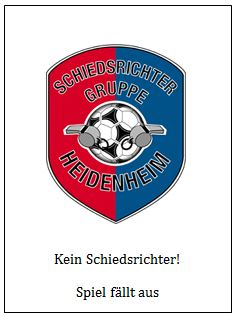 SCHIEDSRICHTER
GRUPPE
HEIDENHEIM
Kein Schiedsrichter!
Spiel fällt aus